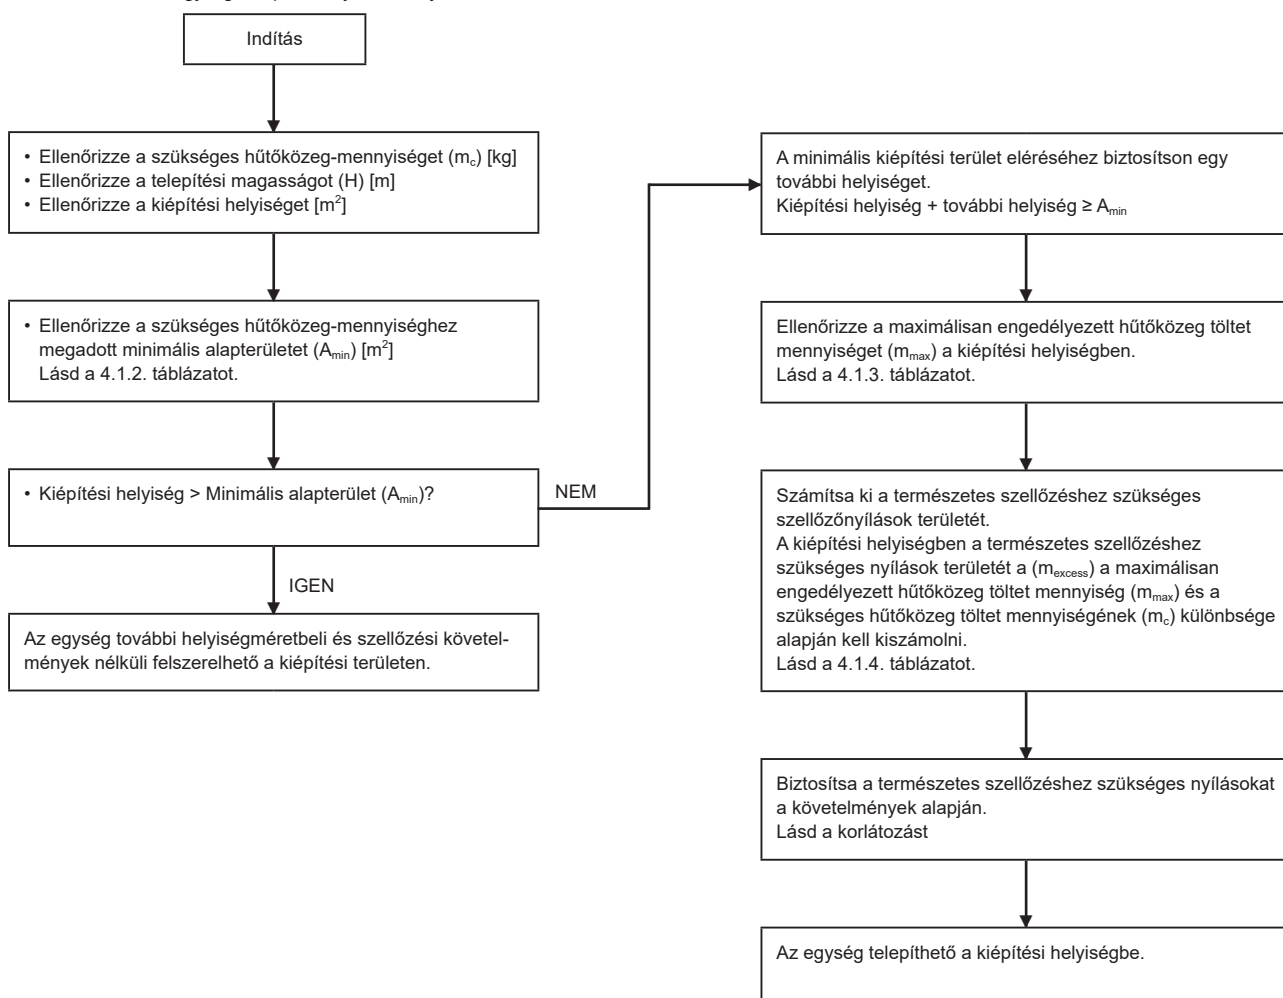 Indítás
• Ellenőrizze a szükséges hűtőközeg-mennyiséget (mc) [kg]
• Ellenőrizze a telepítési magasságot (H) [m]
• Ellenőrizze a kiépítési helyiséget [m2]
• Ellenőrizze a szükséges hűtőközeg-mennyiséghez
megadott minimális alapterületet (Amin) [m2]
Lásd a 4.1.2. táblázatot.
• Kiépítési helyiség > Minimális alapterület (Amin)?
NEM
IGEN
Az egység további helyiségméretbeli és szellőzési követel-
mények nélküli felszerelhető a kiépítési területen.
A minimális kiépítési terület eléréséhez biztosítson egy
további helyiséget.
Kiépítési helyiség + további helyiség ≥ Amin
Ellenőrizze a maximálisan engedélyezett hűtőközeg töltet
mennyiséget (mmax) a kiépítési helyiségben.
Lásd a 4.1.3. táblázatot.
Számítsa ki a természetes szellőzéshez szükséges
szellőzőnyílások területét.
A kiépítési helyiségben a természetes szellőzéshez
szükséges nyílások területét a (mexcess) a maximálisan
engedélyezett hűtőközeg töltet mennyiség (mmax) és a
szükséges hűtőközeg töltet mennyiségének (mc) különbsége
alapján kell kiszámolni.
Lásd a 4.1.4. táblázatot.
Biztosítsa a természetes szellőzéshez szükséges nyílásokat
a követelmények alapján.
Lásd a korlátozást
Az egység telepíthető a kiépítési helyiségbe.